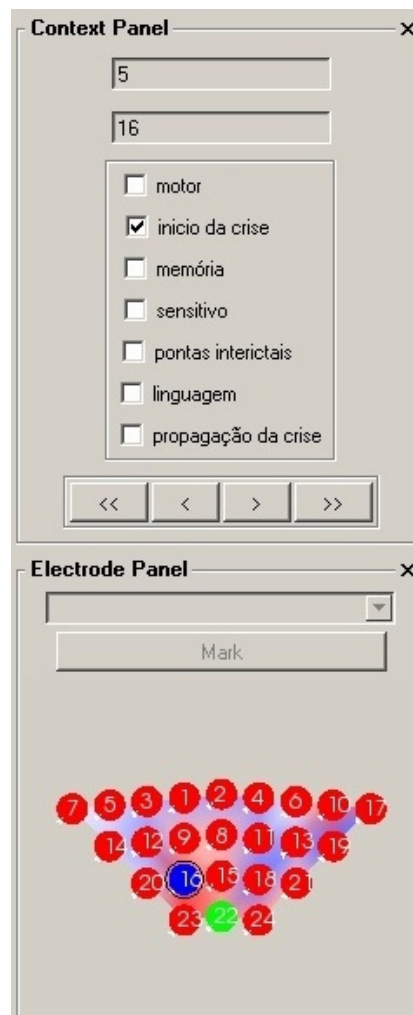 Context Panel
5
16
motor
inicio da crise
memória
sensitivo
pontas interictais
linguagem
propagação da crise
<< < > >>
Electrode Panel
Mark
7 5 3 1 2 4 6 10 17
14 12 9 8 11 13 19
20 16 15 18 21
23 22 24